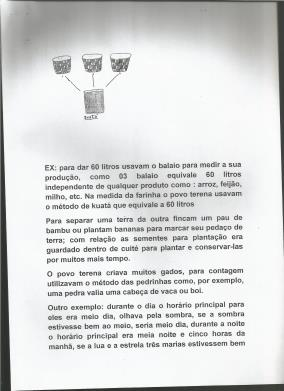 EX: para dar 60 litros usavam o balaio para medir a sua
produção, como 03 balaio equivale 60 litros
independente de qualquer produto como : arroz, feijão,
milho, etc. Na medida da farinha o povo terena usavam
o método de kuatá que equivale a 60 litros
Para separar uma terra da outra fincam um pau de
bambu ou plantam bananas para marcar seu pedaço de
terra; com relação as sementes para plantação era
guardado dentro de cuité para plantar e conservar-las
por muitos mais tempo.
O povo terena criava muitos gados, para contagem
utilizavam o método das pedrinhas como, por exemplo,
uma pedra valia uma cabeça de vaca ou boi.
Outro exemplo: durante o dia o horário principal para
eles era meio dia, olhava pela sombra, se a sombra
estivesse bem ao meio, seria meio dia, durante a noite
o horário principal era meia noite e cinco horas da
manhã, se a lua e a estrela três marias estivessem bem